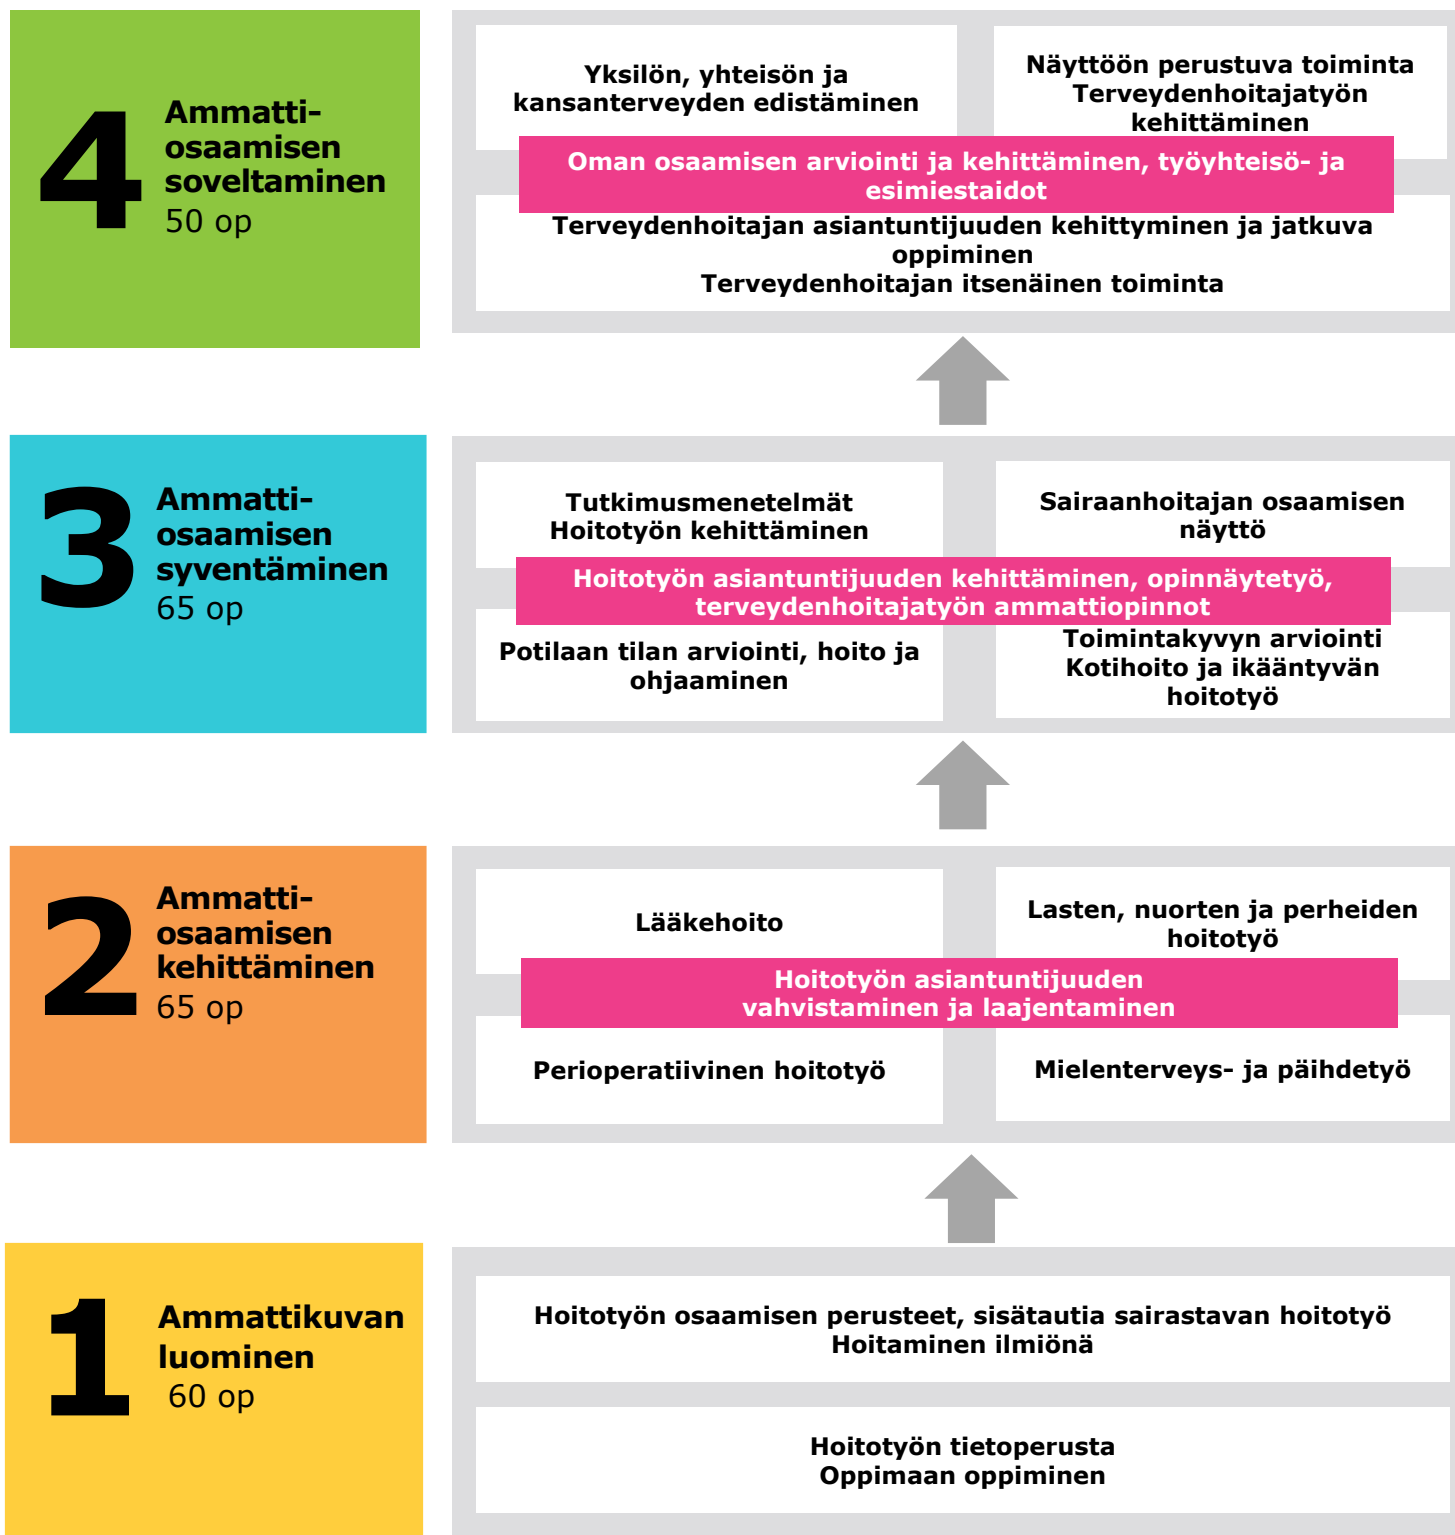 4
Ammatti-
osaamisen
soveltaminen
50 op
Yksilön, yhteisön ja
kansanterveyden edistäminen
Näyttöön perustuva toiminta
Terveydenhoitajatyön
kehittäminen
Oman osaamisen arviointi ja kehittäminen, työyhteisö- ja
esimiestaidot
Terveydenhoitajan asiantuntijuuden kehittyminen ja jatkuva
oppiminen
Terveydenhoitajan itsenäinen toiminta
3
Ammatti-
osaamisen
syventäminen
65 op
Tutkimusmenetelmät
Hoitotyön kehittäminen
Sairaanhoitajan osaamisen
näyttö
Hoitotyön asiantuntijuuden kehittäminen, opinnäytetyö,
terveydenhoitajatyön ammattiopinnot
Potilaan tilan arviointi, hoito ja
ohjaaminen
Toimintakyvyn arviointi
Kotihoito ja ikääntyvän
hoitotyö
2
Ammatti-
osaamisen
kehittäminen
65 op
Lääkehoito
Lasten, nuorten ja perheiden
hoitotyö
Hoitotyön asiantuntijuuden
vahvistaminen ja laajentaminen
Perioperatiivinen hoitotyö
Mielenterveys- ja päihdetyö
1
Ammattikuvan
luominen
60 op
Hoitotyön osaamisen perusteet, sisätautia sairastavan hoitotyö
Hoitaminen ilmiönä
Hoitotyön tietoperusta
Oppimaan oppiminen